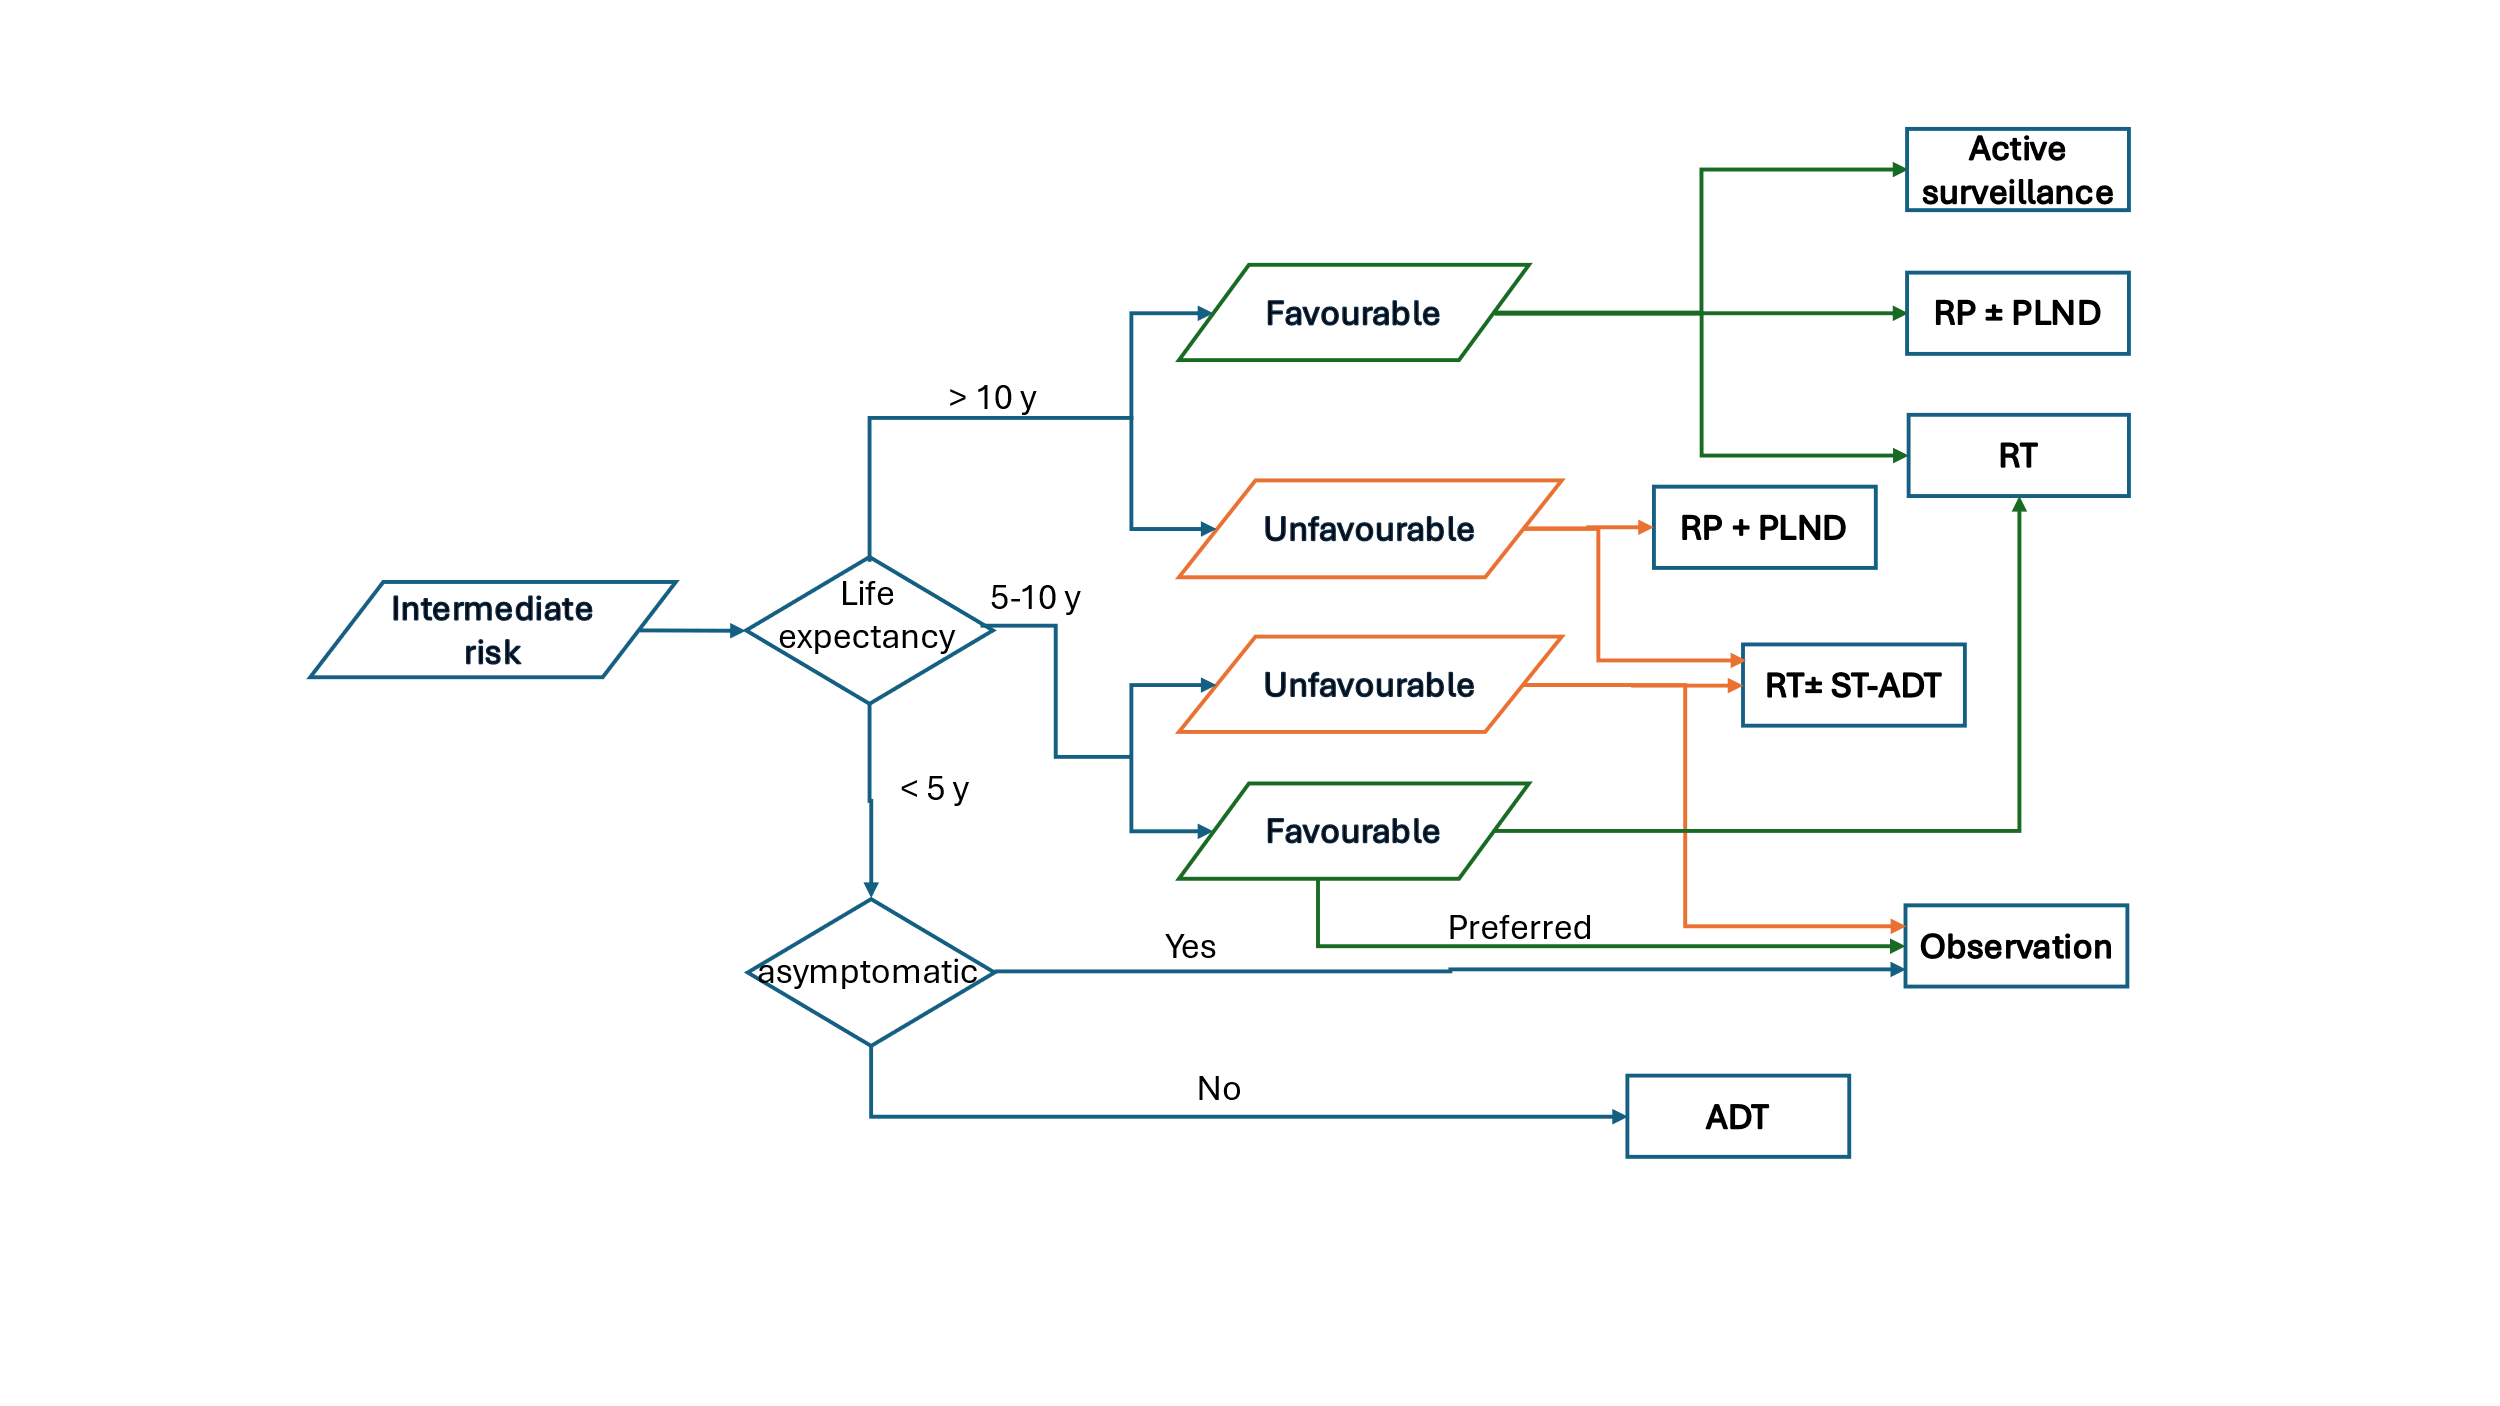 Active
surveillance
Favourable
RP ± PLND
> 10 y
RT
Unfavourable
RP + PLND
Intermediate
risk
Life
expectancy
5-10 y
Unfavourable
RT± ST-ADT
< 5 y
Favourable
Preferred
Yes
Observation
asymptomatic
No
ADT